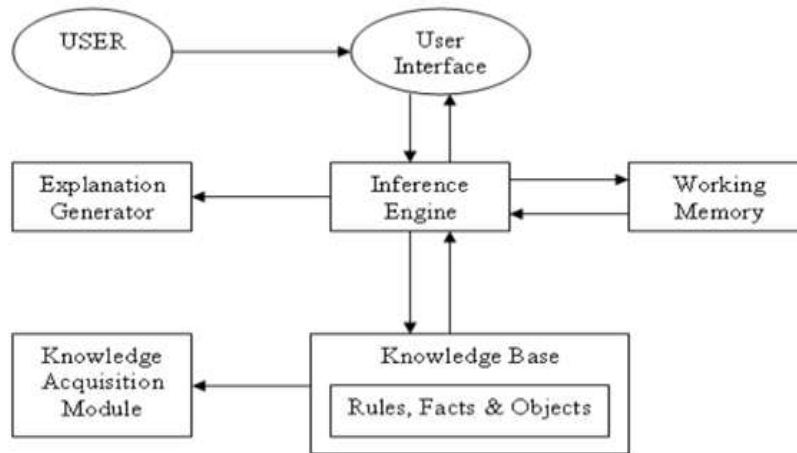 USER
User
Interface
Explanation
Generator
Inference
Engine
Working
Memory
Knowledge
Acquisition
Module
Knowledge Base
Rules, Facts & Objects